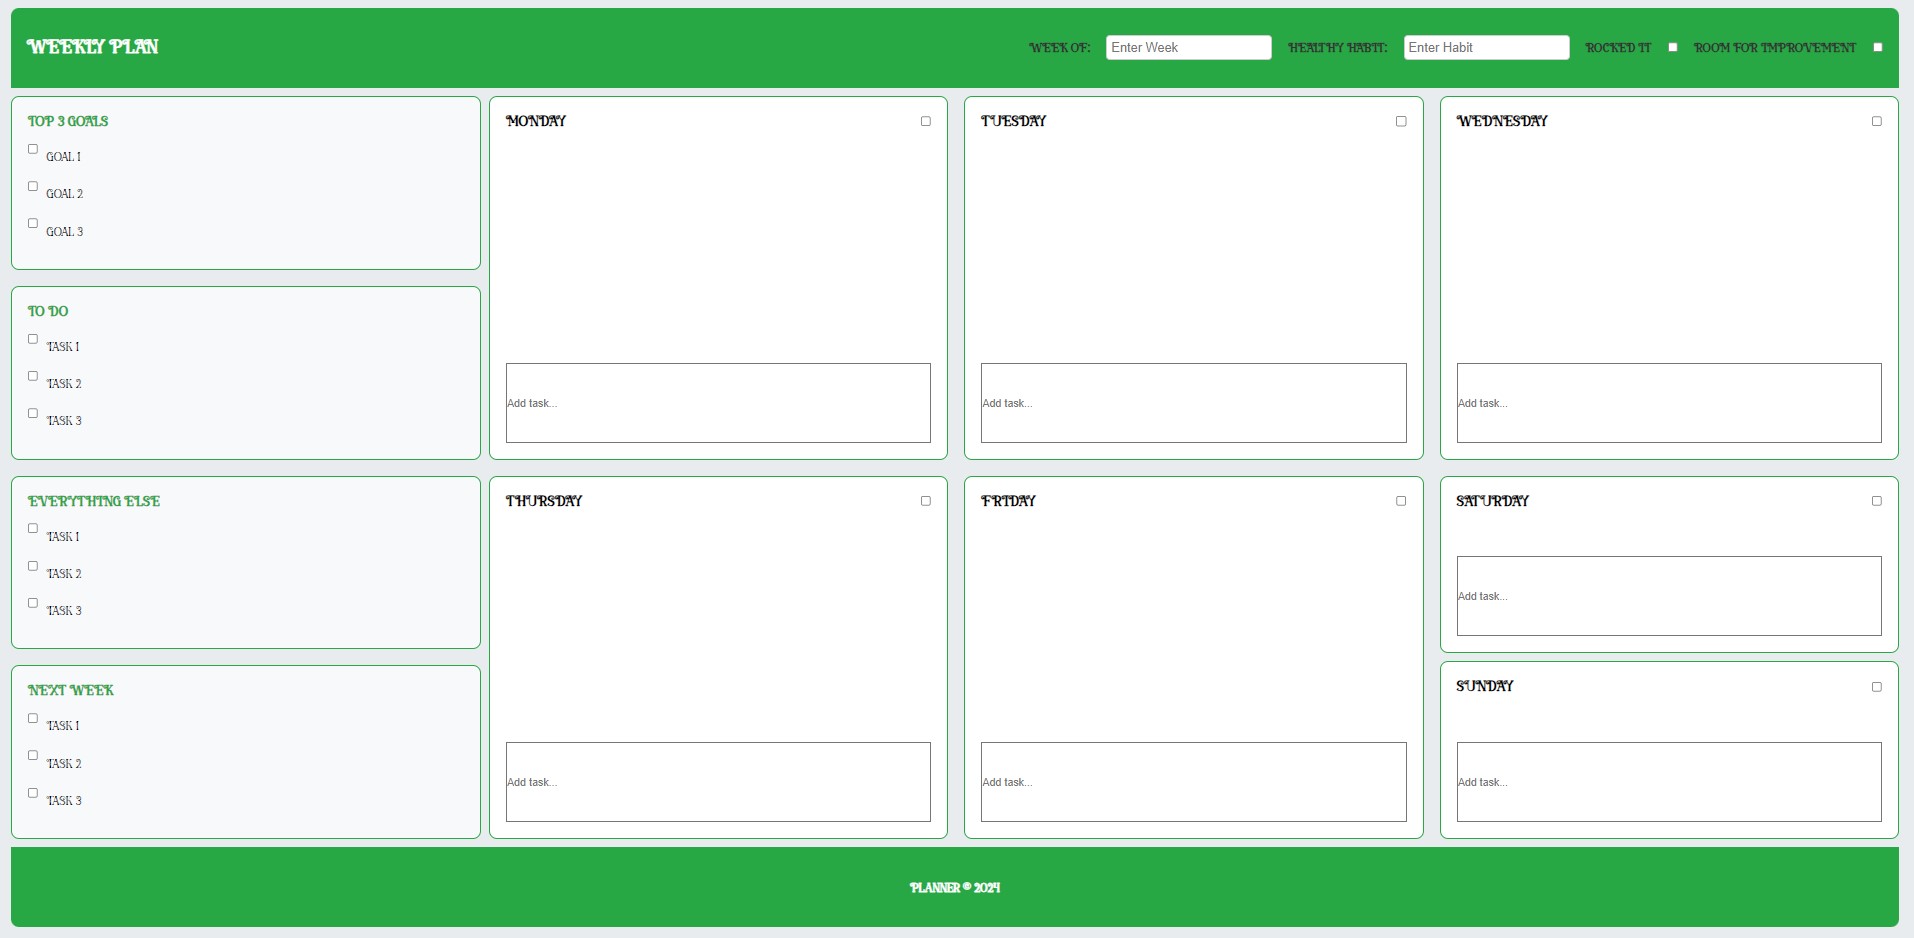 WEEKLY PLAN
WEEK OF: Enter Week HEALTHY HABIT: Enter Habit ROCKED IT ROOM FOR IMPROVEMENT
TOP 3 GOALS
GOAL 1
GOAL 2
GOAL 3
TO DO
TASK 1
TASK 2
TASK 3
EVERYTHING ELSE
TASK 1
TASK 2
TASK 3
NEXT WEEK
TASK 1
TASK 2
TASK 3
MONDAY
Add task...
TUESDAY
Add task...
WEDNESDAY
Add task...
THURSDAY
Add task...
FRIDAY
Add task...
SATURDAY
Add task...
SUNDAY
Add task...
PLANNER © 2024